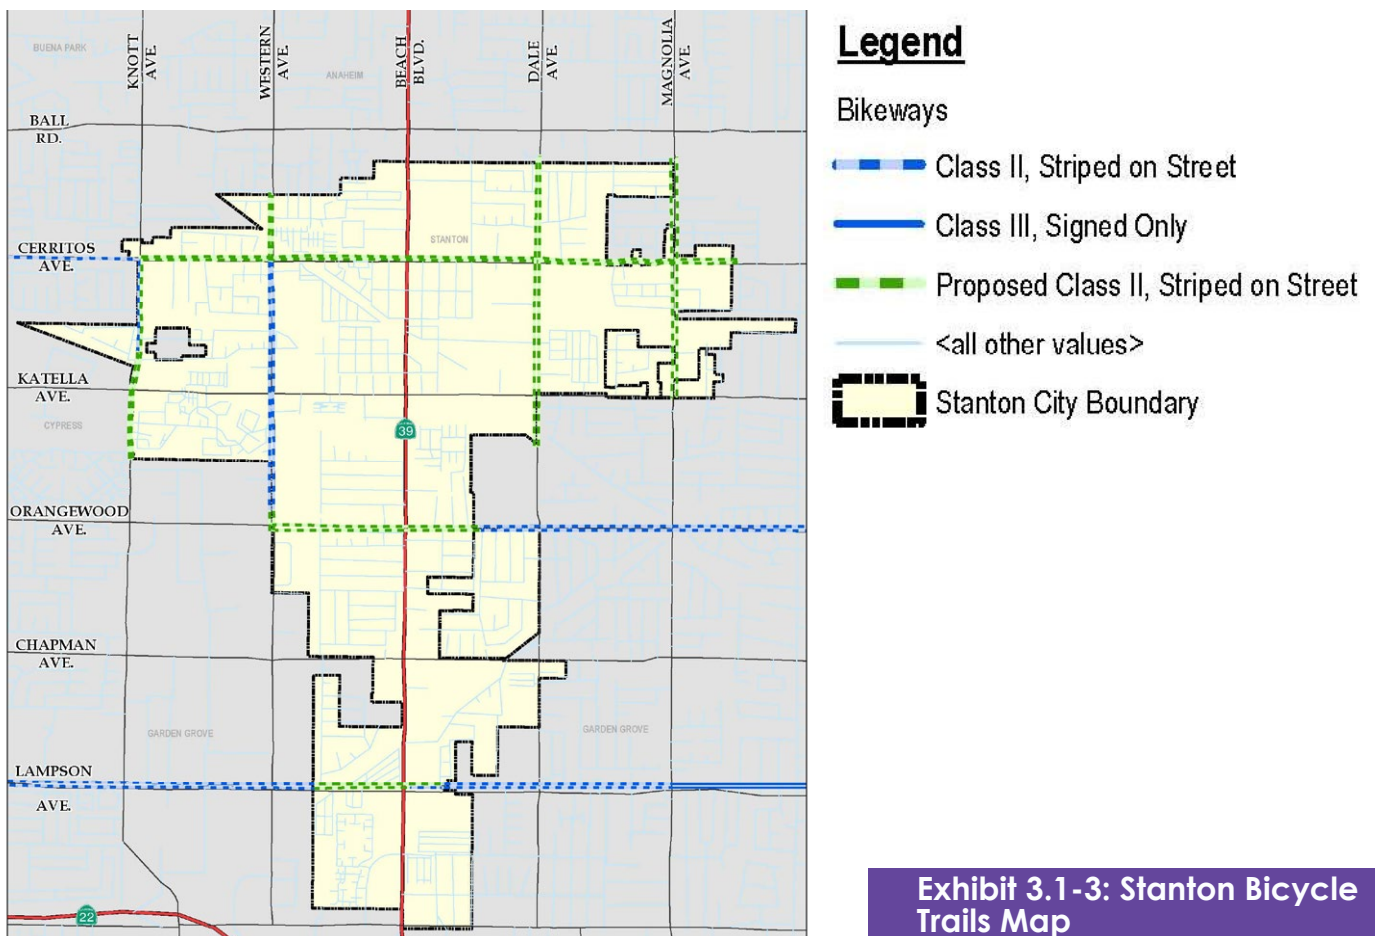 BUENA PARK
KNOTT
AVE.
WESTERN
AVE.
ANAHEIM
BEACH
BLVD.
DALE
AVE.
MAGNOLIA
AVE
BALL
RD.
STANTON
CERRITOS
AVE.
KATELLA
AVE.
CYPRESS
39
ORANGEWOOD
AVE.
CHAPMAN
AVE.
GARDEN GROVE
GARDEN GROVE
LAMPSON
AVE.
22
Legend
Bikeways
Class II, Striped on Street
Class III, Signed Only
Proposed Class II, Striped on Street
<all other values>
Stanton City Boundary
Exhibit 3.1-3: Stanton Bicycle
Trails Map